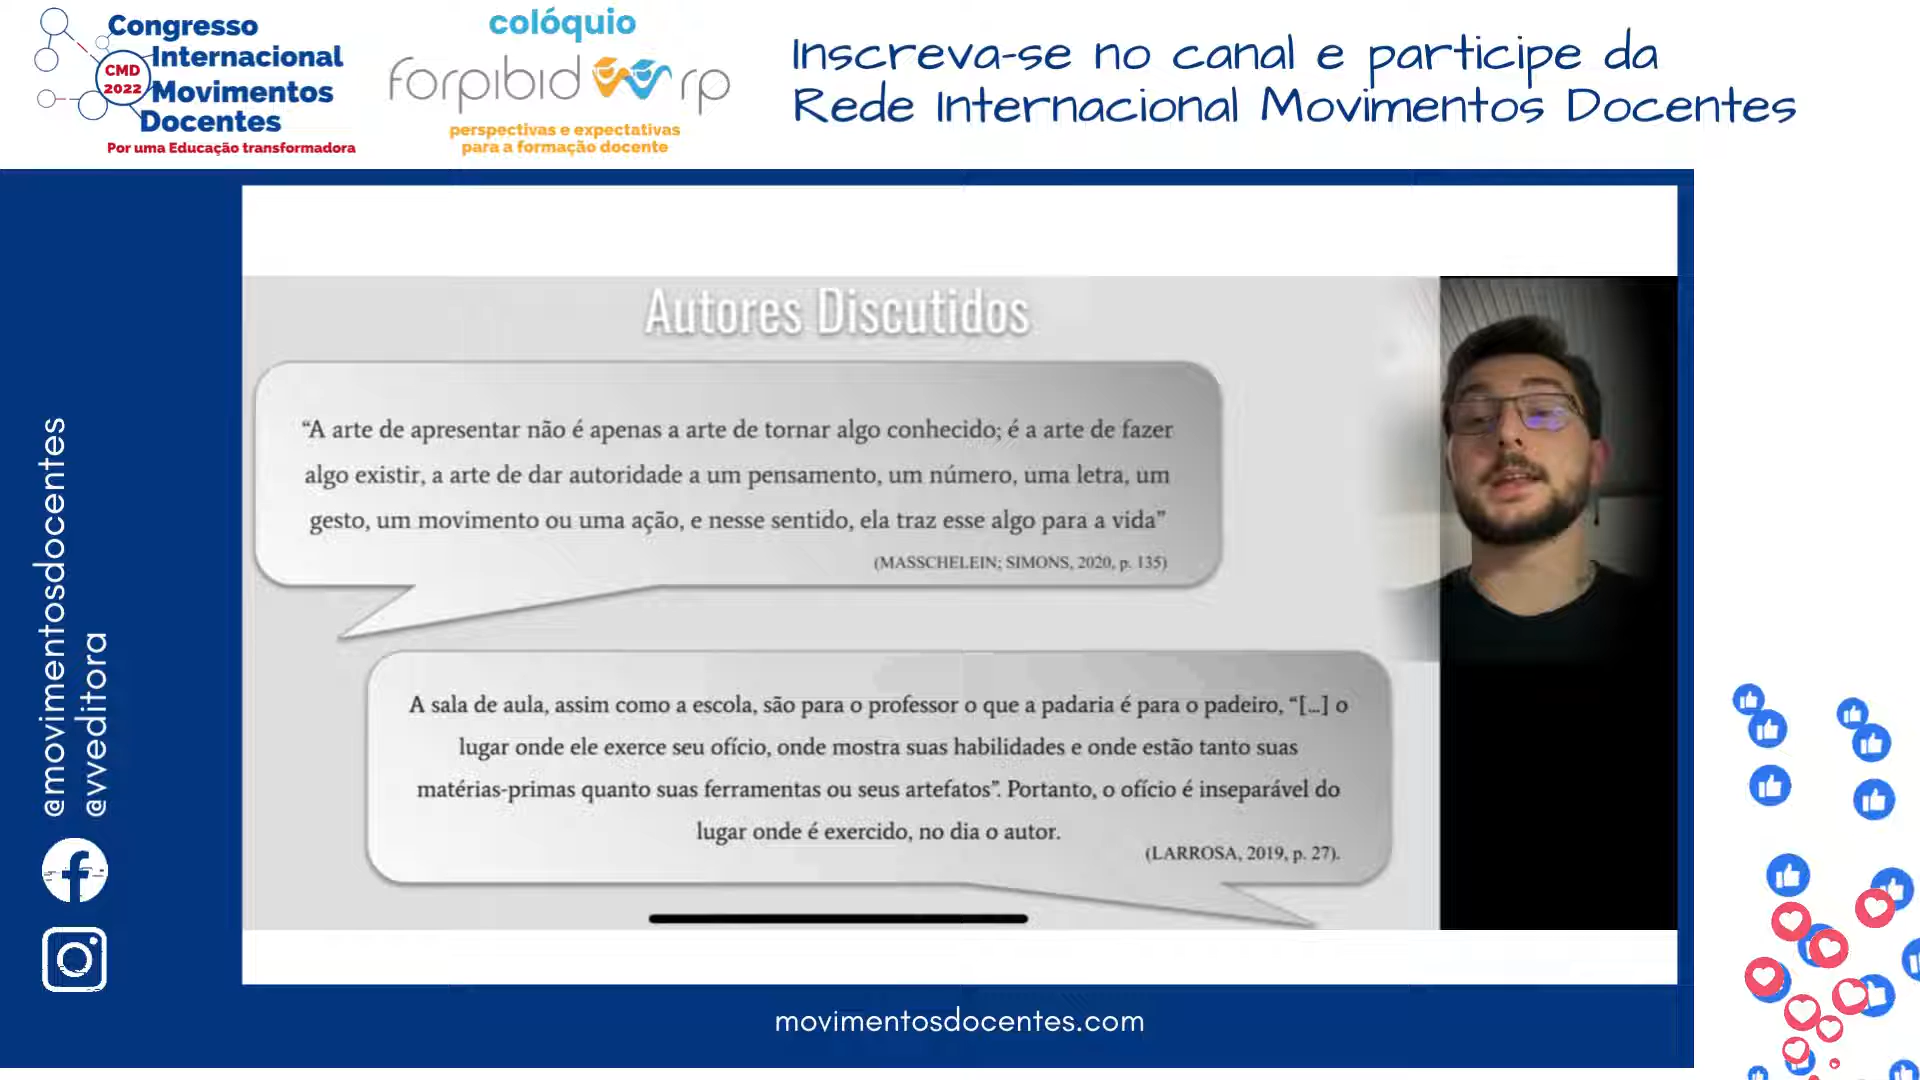 Congresso
Internacional
CMD
2022
Movimentos
Docentes
Por uma Educação transformadora
colóquio
forpibid rp
perspectivas e expectativas
para a formação docente
Inscreva-se no canal e participe da
Rede Internacional Movimentos Docentes
Autores Discutidos
“A arte de apresentar não é apenas a arte de tornar algo conhecido; é a arte de fazer
algo existir, a arte de dar autoridade a um pensamento, um número, uma letra, um
gesto, um movimento ou uma ação, e nesse sentido, ela traz esse algo para a vida”
(MASSCHELEIN; SIMONS, 2020, p. 135)
A sala de aula, assim como a escola, são para o professor o que a padaria é para o padeiro, “[...] o
lugar onde ele exerce seu ofício, onde mostra suas habilidades e onde estão tanto suas
matérias-primas quanto suas ferramentas ou seus artefatos”. Portanto, o ofício é inseparável do
lugar onde é exercido, no dia o autor.
(LARROSA, 2019, p. 27).
@movimentosdocentes
@vveditora
movimentosdocentes.com